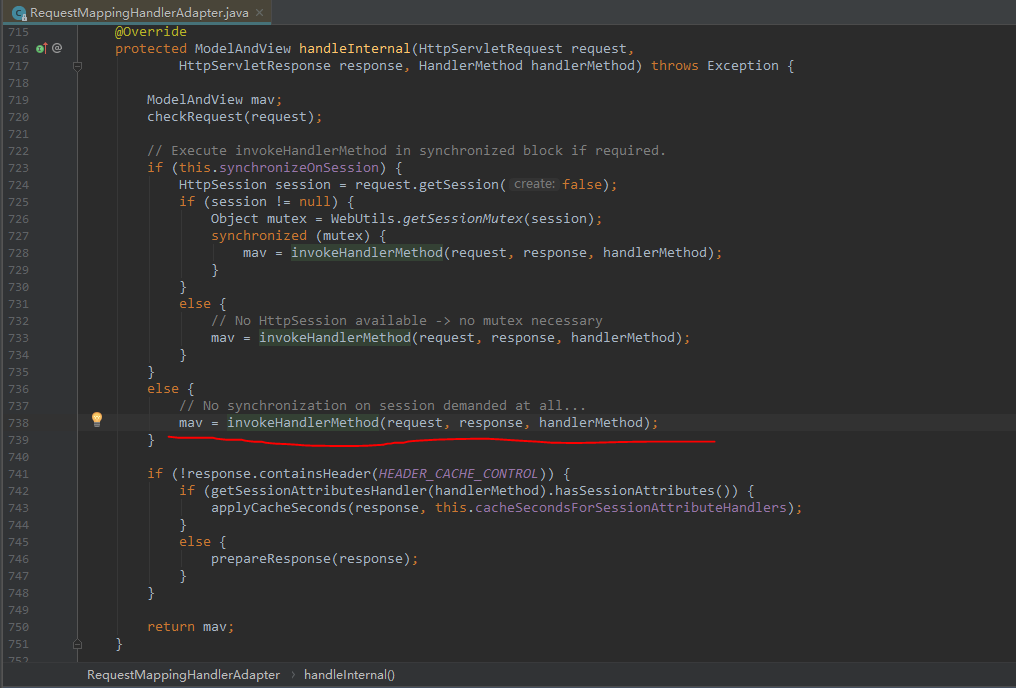 RequestMappingHandlerAdapter.java
715 @Override
716 protected ModelAndView handleInternal(HttpServletRequest request,
717 HttpServletResponse response, HandlerMethod handlerMethod) throws Exception {
718
719 ModelAndView mav;
720 checkRequest(request);
721
722 // Execute invokeHandlerMethod in synchronized block if required.
723 if (this.synchronizeOnSession) {
724 HttpSession session = request.getSession( create: false);
725 if (session != null) {
726 Object mutex = WebUtils.getSessionMutex(session);
727 synchronized (mutex) {
728 mav = invokeHandlerMethod(request, response, handlerMethod);
729 }
730 }
731 else {
732 // No HttpSession available -> no mutex necessary
733 mav = invokeHandlerMethod(request, response, handlerMethod);
734 }
735 }
736 else {
737 // No synchronization on session demanded at all...
738 mav = invokeHandlerMethod(request, response, handlerMethod);
739 }
740
741 if (!response.containsHeader(HEADER_CACHE_CONTROL)) {
742 if (getSessionAttributesHandler(handlerMethod).hasSessionAttributes()) {
743 applyCacheSeconds(response, this.cacheSecondsForSessionAttributeHandlers);
744 }
745 else {
746 prepareResponse(response);
747 }
748 }
749
750 return mav;
751 }
752
RequestMappingHandlerAdapter › handleInternal()